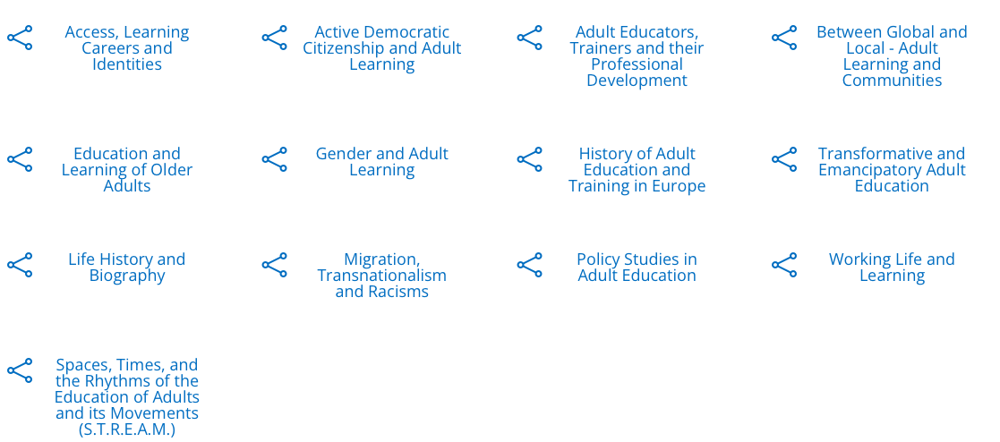 Access, Learning
Careers and
Identities
Active Democratic
Citizenship and Adult
Learning
Adult Educators,
Trainers and their
Professional
Development
Between Global and
Local - Adult
Learning and
Communities
Education and
Learning of Older
Adults
Gender and Adult
Learning
History of Adult
Education and
Training in Europe
Transformative and
Emancipatory Adult
Education
Life History and
Biography
Migration,
Transnationalism
and Racisms
Policy Studies in
Adult Education
Working Life and
Learning
Spaces, Times, and
the Rhythms of the
Education of Adults
and its Movements
(S.T.R.E.A.M.)